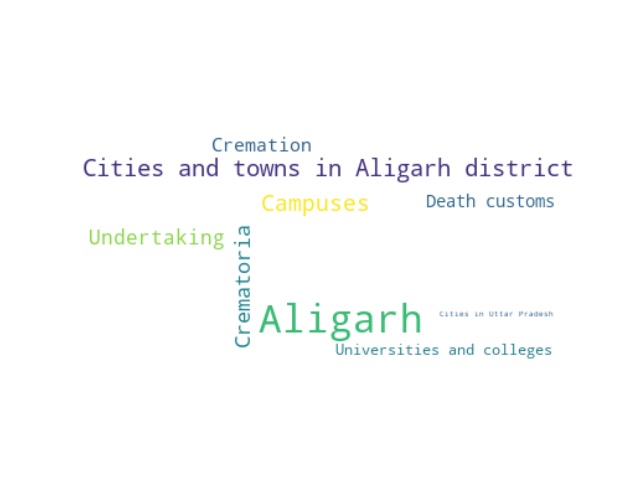 Cremation
Cities and towns in Aligarh district
Campuses
Death customs
Undertaking
Crematoria
Aligarh
Cities in Uttar Pradesh
Universities and colleges